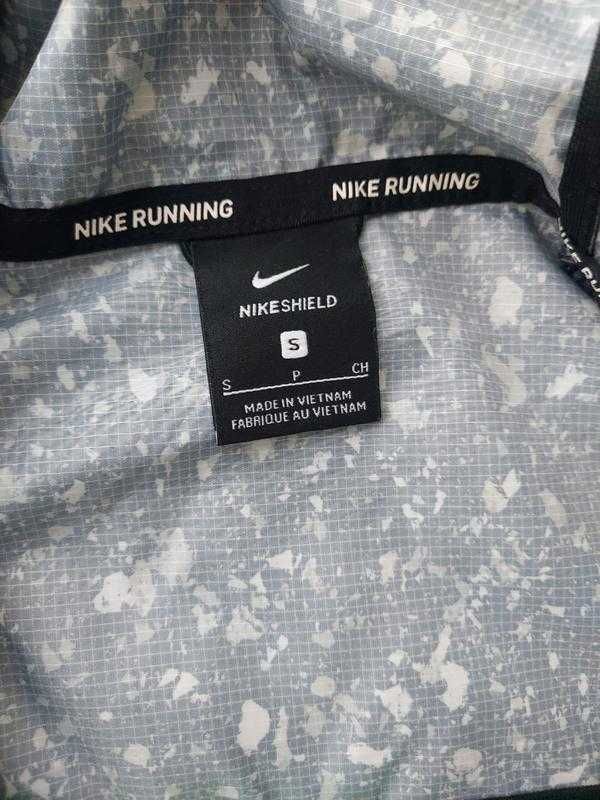 NIKE RUNNING
NIKE RUNNING
NIKESHIELD
S
S P CH
MADE IN VIETNAM
FABRIQUE AU VIETNAM